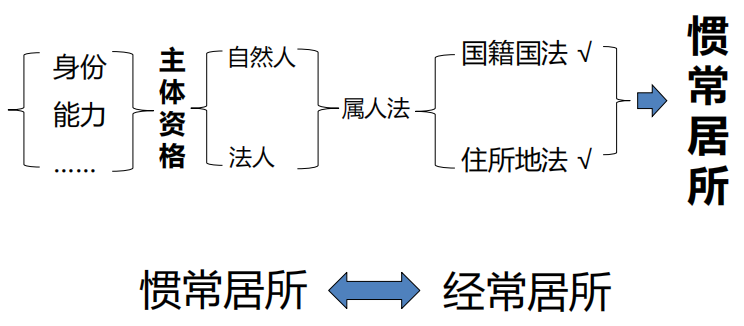 身份
能力
……
主体资格
自然人
法人
属人法
国籍国法 √
住所地法 √
惯常居所
惯常居所
经常居所